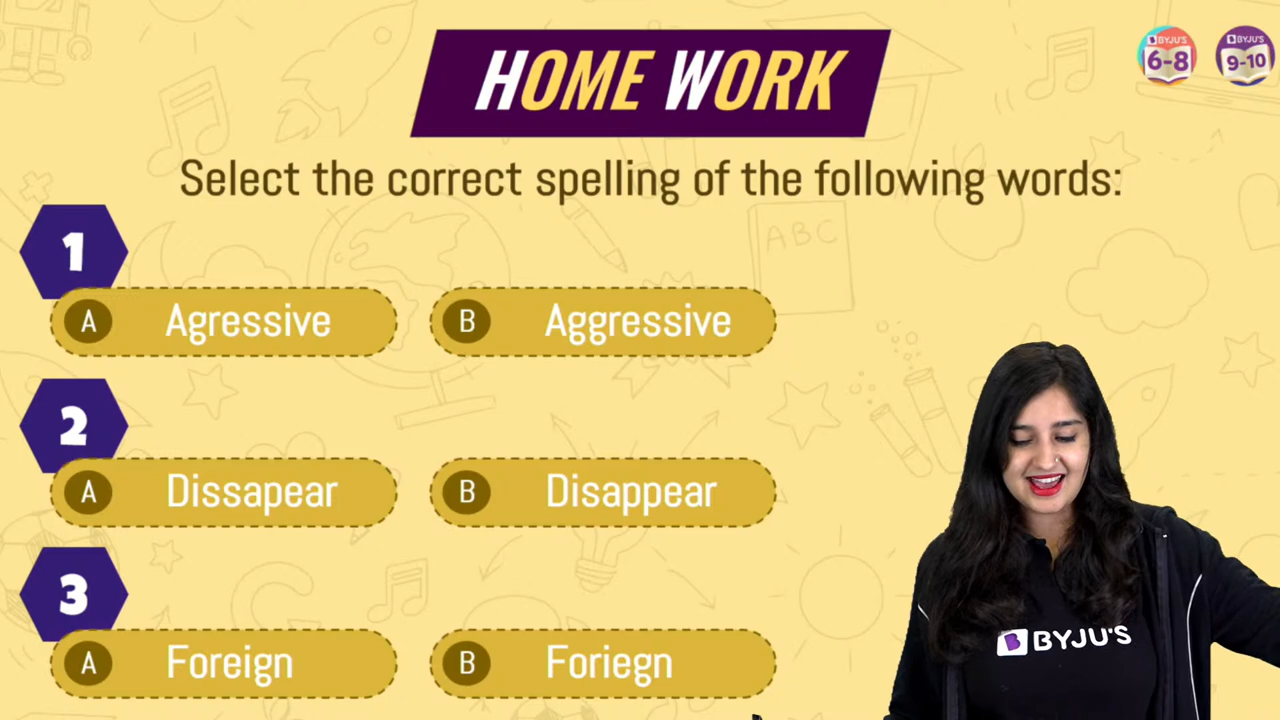 BYJU'S
6-8
BYJU'S
9-10
HOME WORK
Select the correct spelling of the following words:
1
A Agressive
B Aggressive
ABC
2
A Dissapear
B Disappear
3
A Foreign
B Foriegn
B BYJU'S